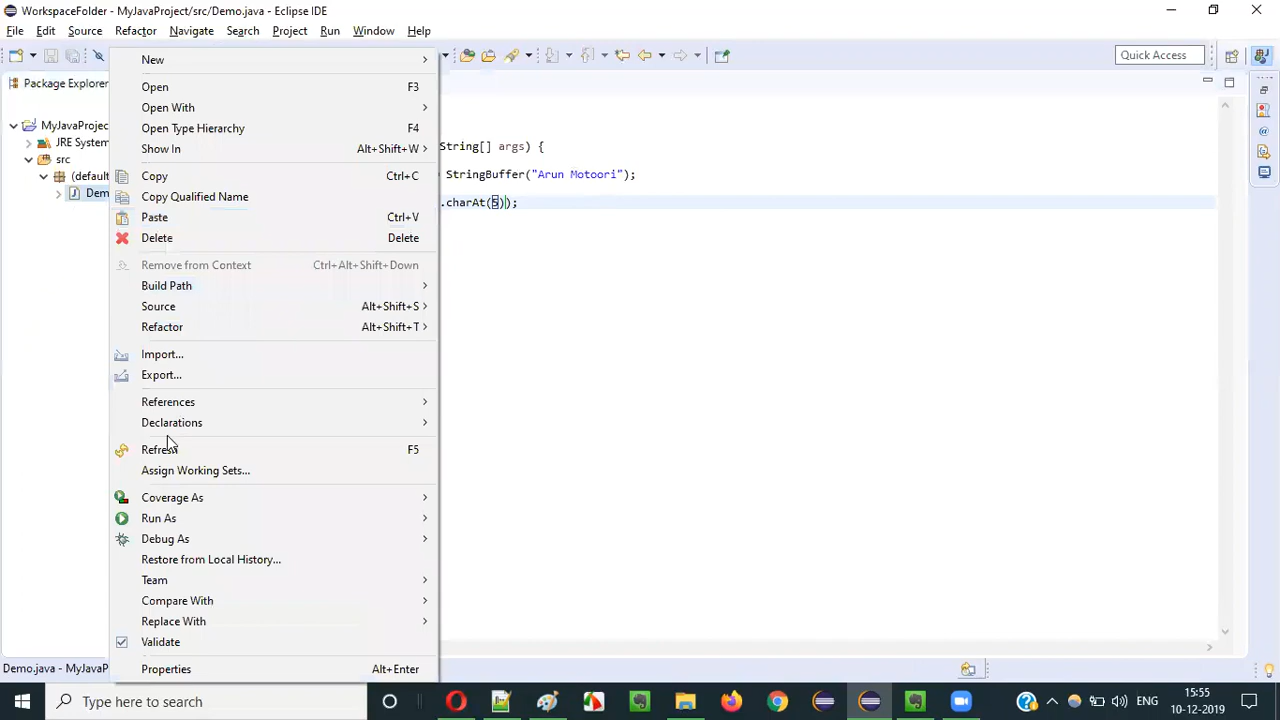 WorkspaceFolder - MyJavaProject/src/Demo.java - Eclipse IDE
File Edit Source Refactor Navigate Search Project Run Window Help
Quick Access
Package Explorer
MyJavaProjec
JRE System
src
(default
Dem
New
Open F3
Open With
Open Type Hierarchy F4
Show In Alt+Shift+W
Copy Ctrl+C
Copy Qualified Name
Paste Ctrl+V
Delete Delete
Remove from Context Ctrl+Alt+Shift+Down
Build Path
Source Alt+Shift+S
Refactor Alt+Shift+T
Import...
Export...
References
Declarations
Refresh F5
Assign Working Sets...
Coverage As
Run As
Debug As
Restore from Local History...
Team
Compare With
Replace With
Validate
Properties Alt+Enter
String[] args) {
StringBuffer("Arun Motoori");
.charAt(5));
Demo.java - MyJavaP
Type here to search
ENG
15:55
10-12-2019